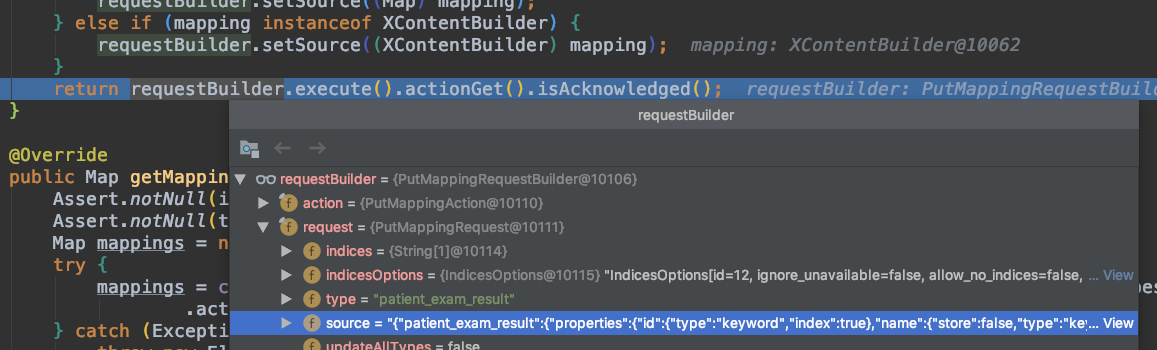 requestBuilder.setSource((Map) mapping);
} else if (mapping instanceof XContentBuilder) {
requestBuilder.setSource((XContentBuilder) mapping); mapping: XContentBuilder@10062
}
return requestBuilder.execute().actionGet().isAcknowledged(); requestBuilder: PutMappingRequestBuild
}
requestBuilder
@Override
public Map getMappin
Assert.notNull(i
Assert.notNull(t
Map mappings = n
try {
mappings = c
.act
} catch (Excepti
requestBuilder = {PutMappingRequestBuilder@10106}
action = {PutMappingAction@10110}
request = {PutMappingRequest@10111}
indices = {String[1]@10114}
indicesOptions = {IndicesOptions@10115} "IndicesOptions[id=12, ignore_unavailable=false, allow_no_indices=false, ... View
type = "patient_exam_result"
source = "{"patient_exam_result":{"properties":{"id":{"type":"keyword","index":true},"name":{"store":false,"type":"key... View
updateAllTypes = false